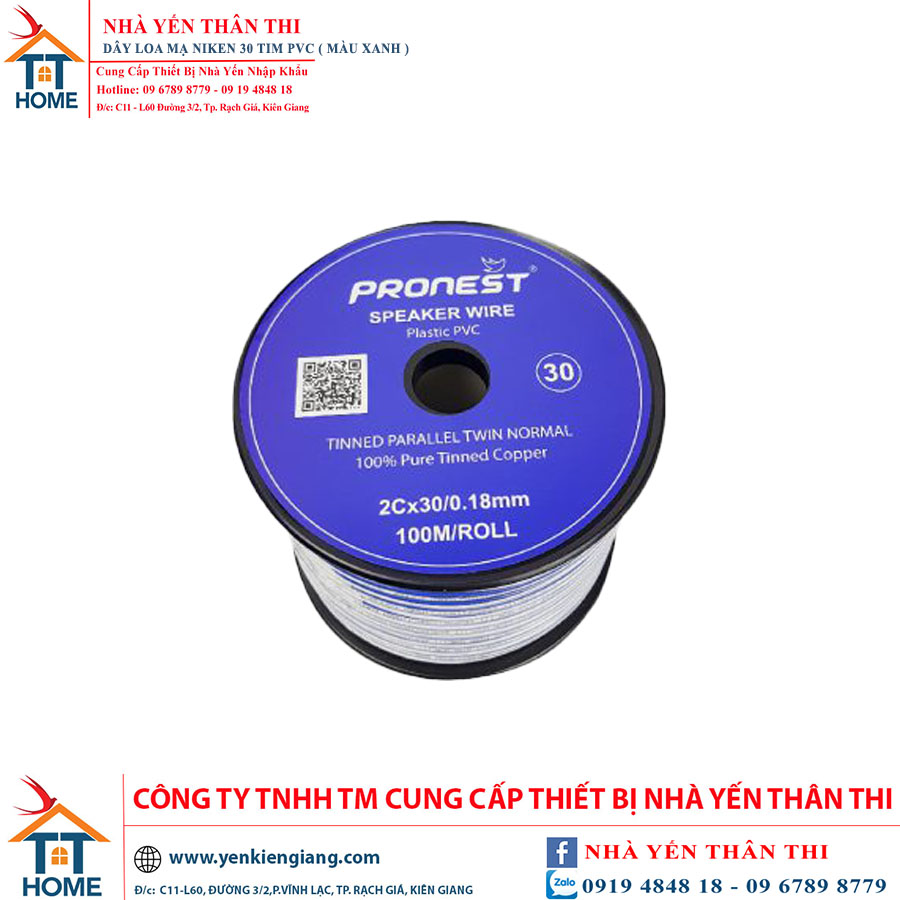 NHÀ YẾN THÂN THI
DÂY LOA MẠ NIKEN 30 TIM PVC ( MÀU XANH )
Cung Cấp Thiết Bị Nhà Yến Nhập Khẩu
Hotline: 09 6789 8779 - 09 19 4848 18
Đ/c: C11 - L60 Đường 3/2, Tp. Rạch Giá, Kiên Giang
TT
HOME
PRONEST®
SPEAKER WIRE
Plastic PVC
30
TINNED PARALLEL TWIN NORMAL
100% Pure Tinned Copper
2Cx30/0.18mm
100M/ROLL
TT
HOME
CÔNG TY TNHH TM CUNG CẤP THIẾT BỊ NHÀ YẾN THÂN THI
www.yenkiengiang.com
Đ/c: C11-L60, ĐƯỜNG 3/2,P.VĨNH LẠC, TP. RẠCH GIÁ, KIÊN GIANG
NHÀ YẾN THÂN THI
Zalo 0919 4848 18 - 09 6789 8779